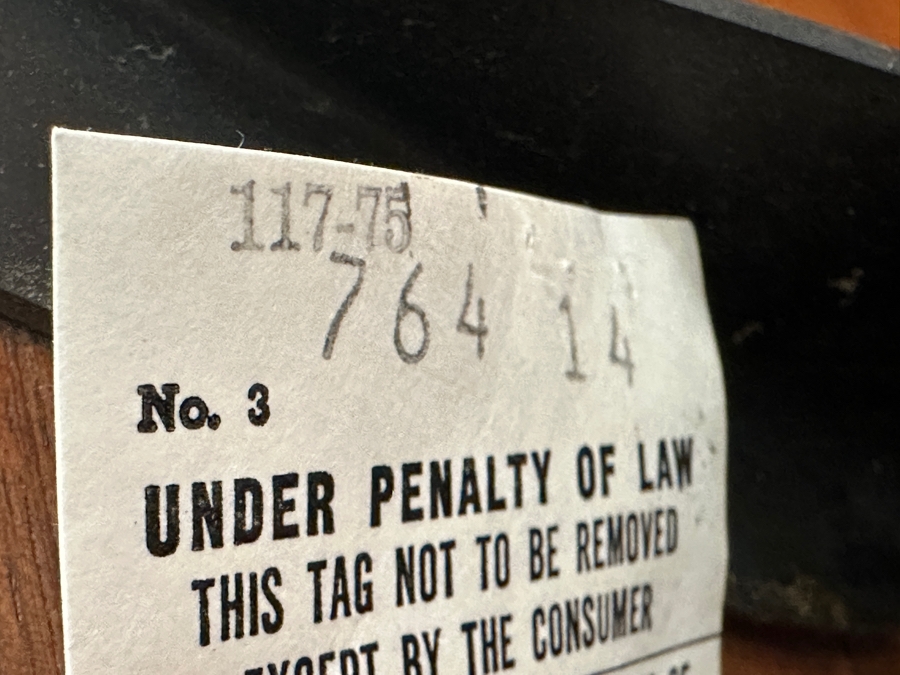 117-75
764 14
No. 3
UNDER PENALTY OF LAW
THIS TAG NOT TO BE REMOVED
EXCEPT BY THE CONSUMER